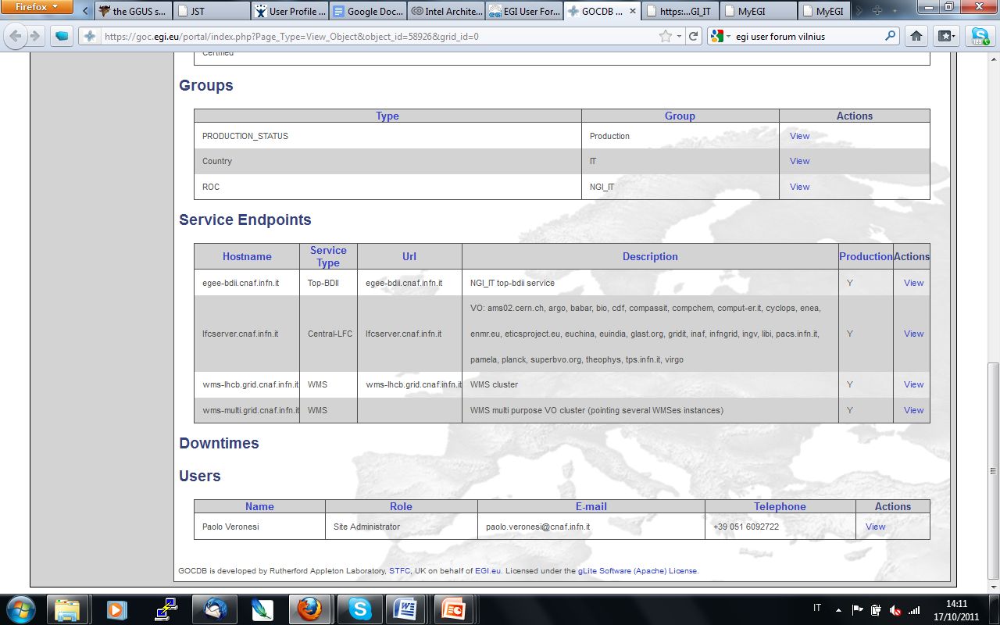 Firefox
the GGUS s...
JST
User Profile ...
Google Doc...
Intel Archite...
EGI User For...
GOCDB ...
https:...GI_IT
MyEGI
MyEGI
https://goc.egi.eu/portal/index.php?Page_Type=View_Object&object_id=58926&grid_id=0
egi user forum vilnius
Certified
Groups
Type Group Actions
PRODUCTION_STATUS Production View
Country IT View
ROC NGI_IT View
Service Endpoints
Hostname Service Type Url Description Production Actions
egee-bdii.cnaf.infn.it Top-BDII egee-bdii.cnaf.infn.it NGI_IT top-bdii service Y View
VO: ams02.cern.ch, argo, babar, bio, cdf, compassit, compchem, comput-er.it, cyclops, enea,
lfcserver.cnaf.infn.it Central-LFC lfcserver.cnaf.infn.it enmr.eu, eticsproject.eu, euchina, euindia, glast.org, gridit, inaf, infngrid, ingv, libi, pacs.infn.it, Y View
pamela, planck, superbvo.org, theophys, tps.infn.it, virgo
wms-lhcb.grid.cnaf.infn.it WMS wms-lhcb.grid.cnaf.infn.it WMS cluster Y View
wms-multi.grid.cnaf.infn.it WMS WMS multi purpose VO cluster (pointing several WMSes instances) Y View
Downtimes
Users
Name Role E-mail Telephone Actions
Paolo Veronesi Site Administrator paolo.veronesi@cnaf.infn.it +39 051 6092722 View
GOCDB is developed by Rutherford Appleton Laboratory, STFC, UK on behalf of EGI.eu. Licensed under the gLite Software (Apache) License.
IT
14:11
17/10/2011